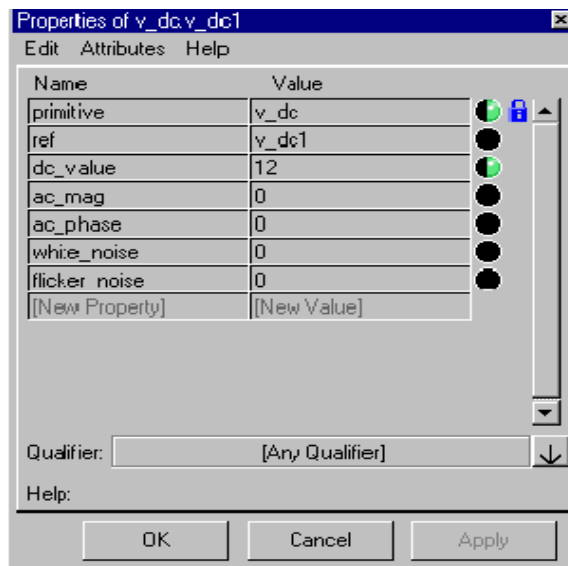 Properties of v_dc.v_dc1
Edit Attributes Help
Name Value
primitive v_dc
ref v_dc1
dc_value 12
ac_mag 0
ac_phase 0
white_noise 0
flicker_noise 0
[New Property] [New Value]
Qualifier: [Any Qualifier]
Help:
OK Cancel Apply